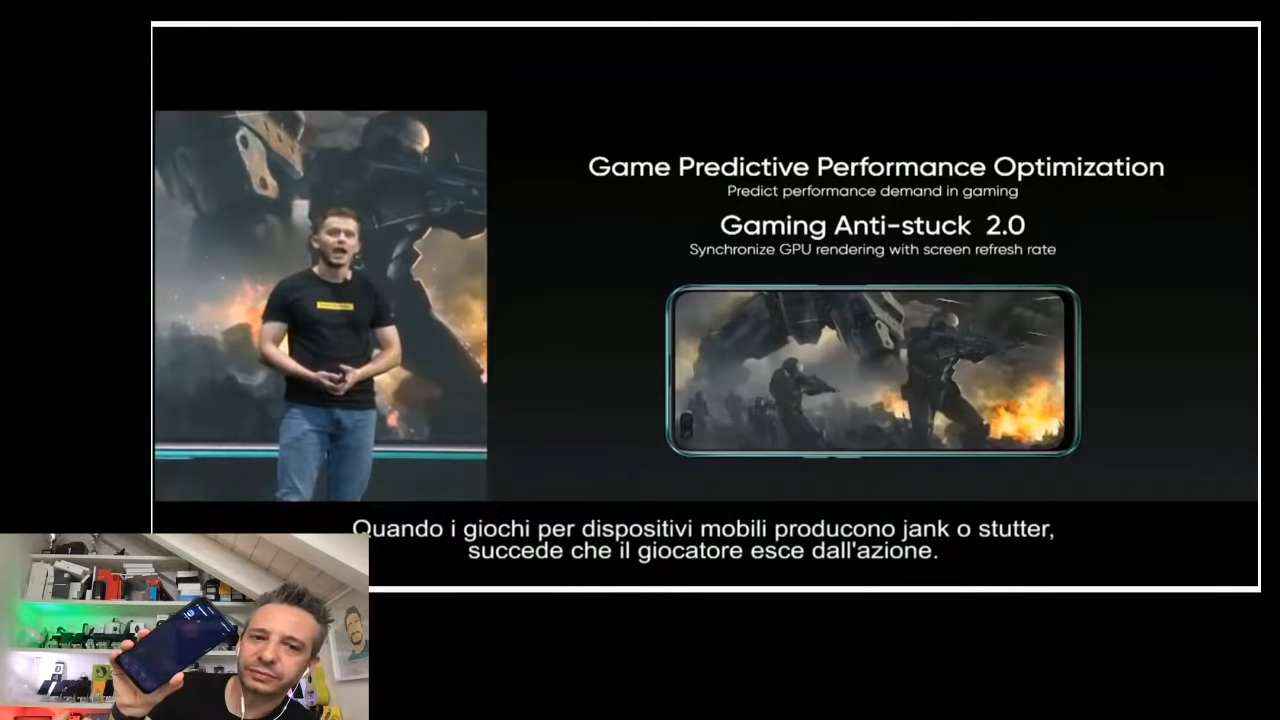 Game Predictive Performance Optimization
Predict performance demand in gaming
Gaming Anti-stuck 2.0
Synchronize GPU rendering with screen refresh rate
Quando i giochi per dispositivi mobili producono jank o stutter,
succede che il giocatore esce dall'azione.